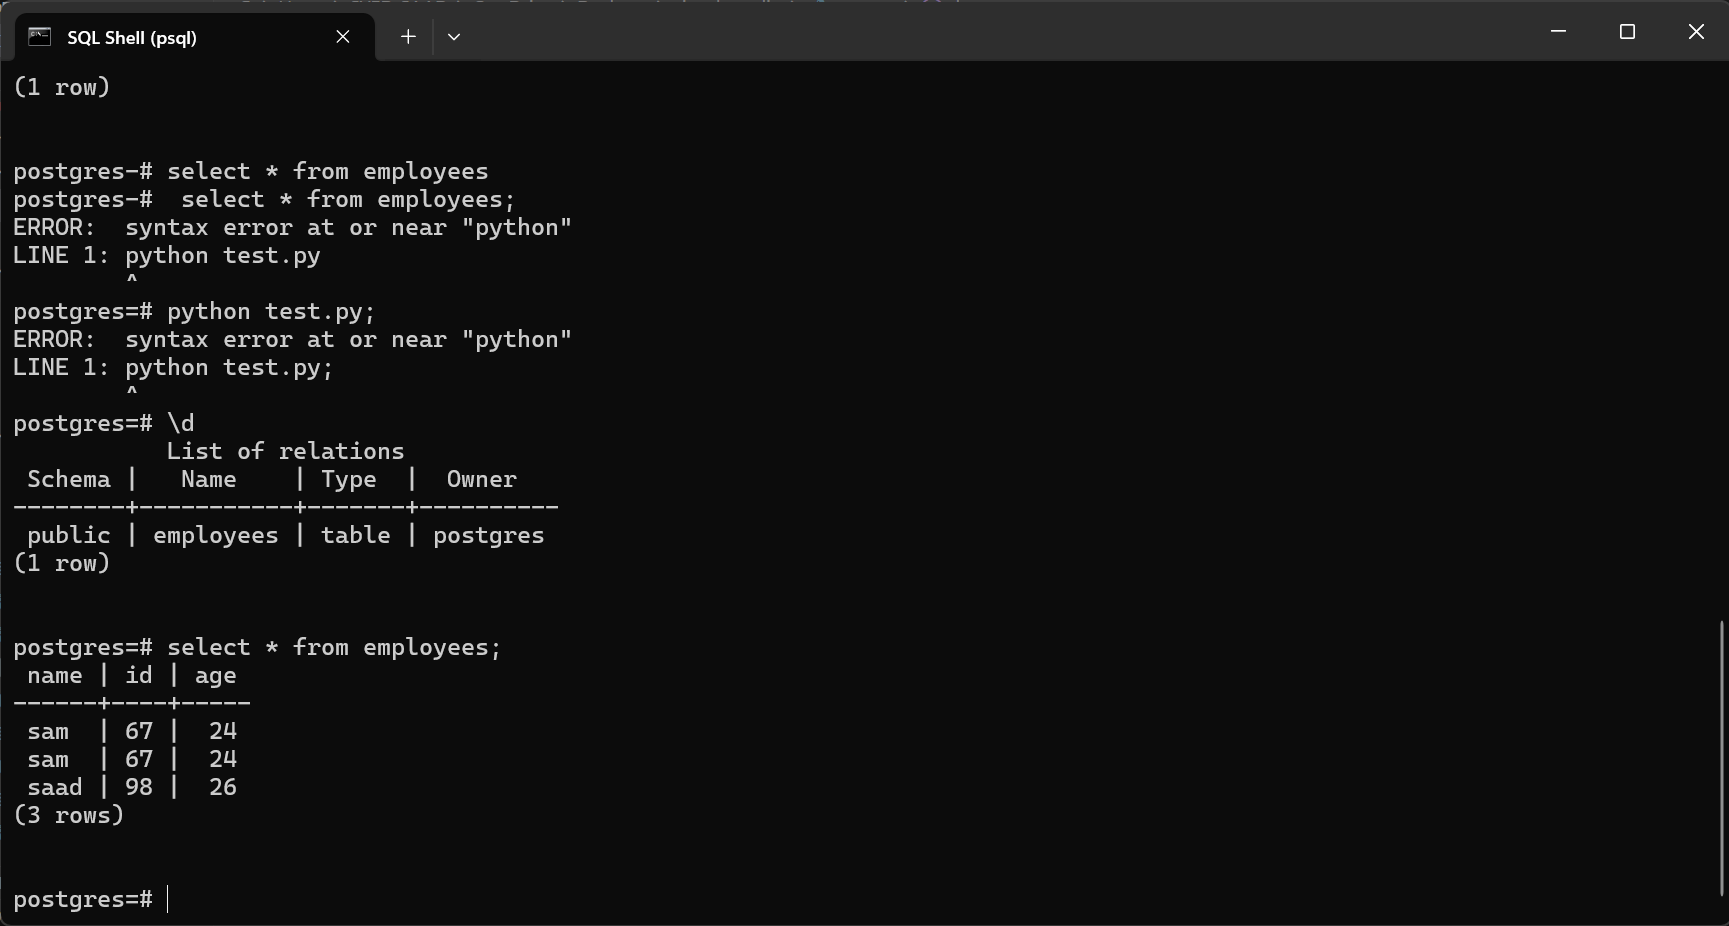 SQL Shell (psql)
(1 row)
postgres-# select * from employees
postgres-#  select * from employees;
ERROR:  syntax error at or near "python"
LINE 1: python test.py
        ^
postgres=# python test.py;
ERROR:  syntax error at or near "python"
LINE 1: python test.py;
        ^
postgres=# \d
           List of relations
 Schema |   Name    | Type  |  Owner
--------+-----------+-------+----------
 public | employees | table | postgres
(1 row)
postgres=# select * from employees;
 name | id | age
------+----+-----
 sam  | 67 |  24
 sam  | 67 |  24
 saad | 98 |  26
(3 rows)
postgres=#